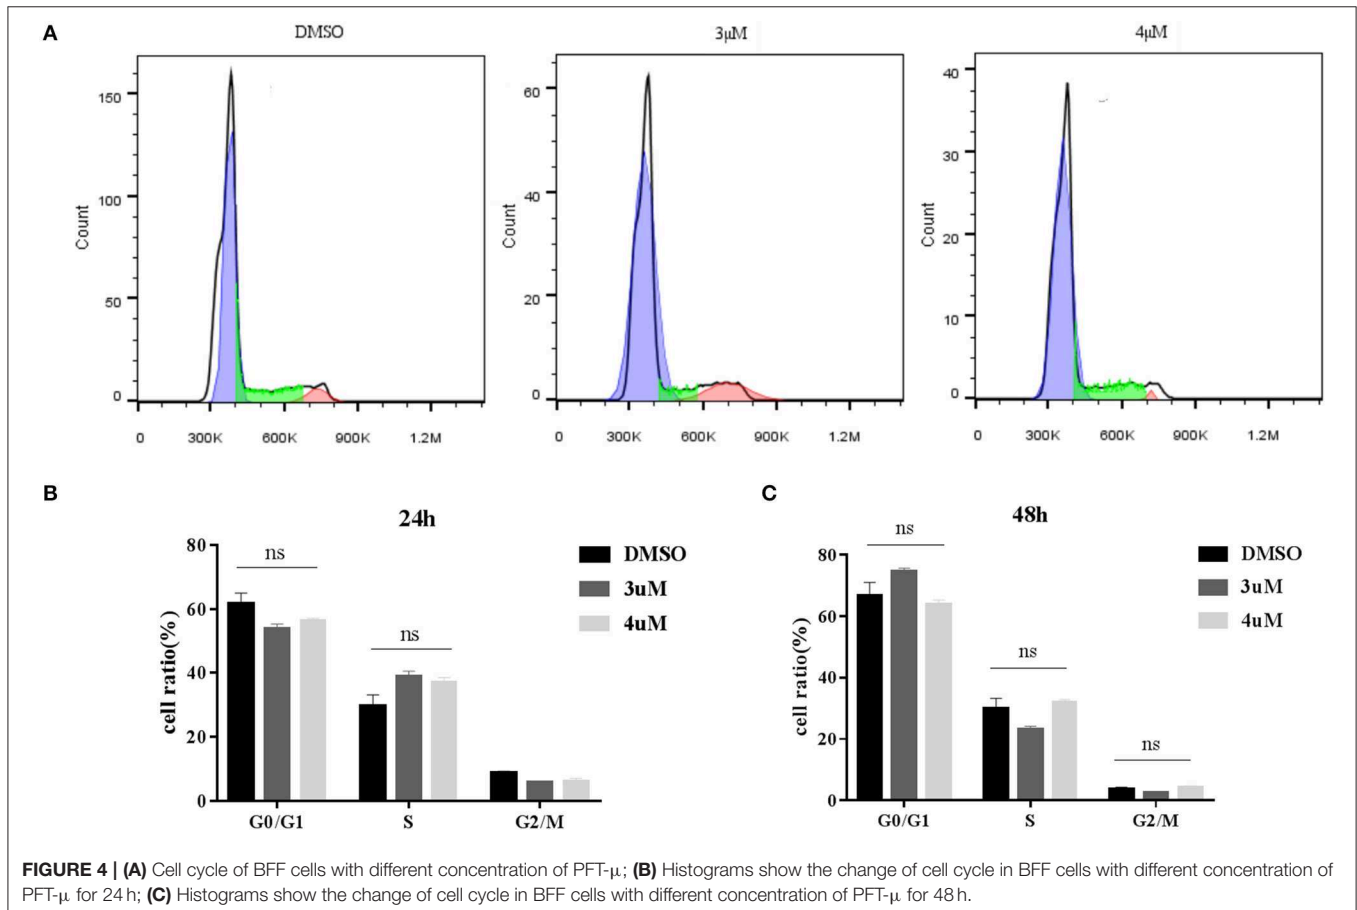 A
DMSO
3μM
4μM
Count
150
100
50
0
0 300K 600K 900K 1.2M
Count
60
40
20
0
0 300K 600K 900K 1.2M
Count
40
30
20
10
0
0 300K 600K 900K 1.2M
B
24h
cell ratio(%)
80
60
40
20
0
ns
ns
G0/G1 S G2/M
DMSO
3uM
4uM
C
48h
cell ratio(%)
80
60
40
20
0
ns
ns
ns
G0/G1 S G2/M
DMSO
3uM
4uM
FIGURE 4 | (A) Cell cycle of BFF cells with different concentration of PFT-μ; (B) Histograms show the change of cell cycle in BFF cells with different concentration of
PFT-μ for 24 h; (C) Histograms show the change of cell cycle in BFF cells with different concentration of PFT-μ for 48 h.